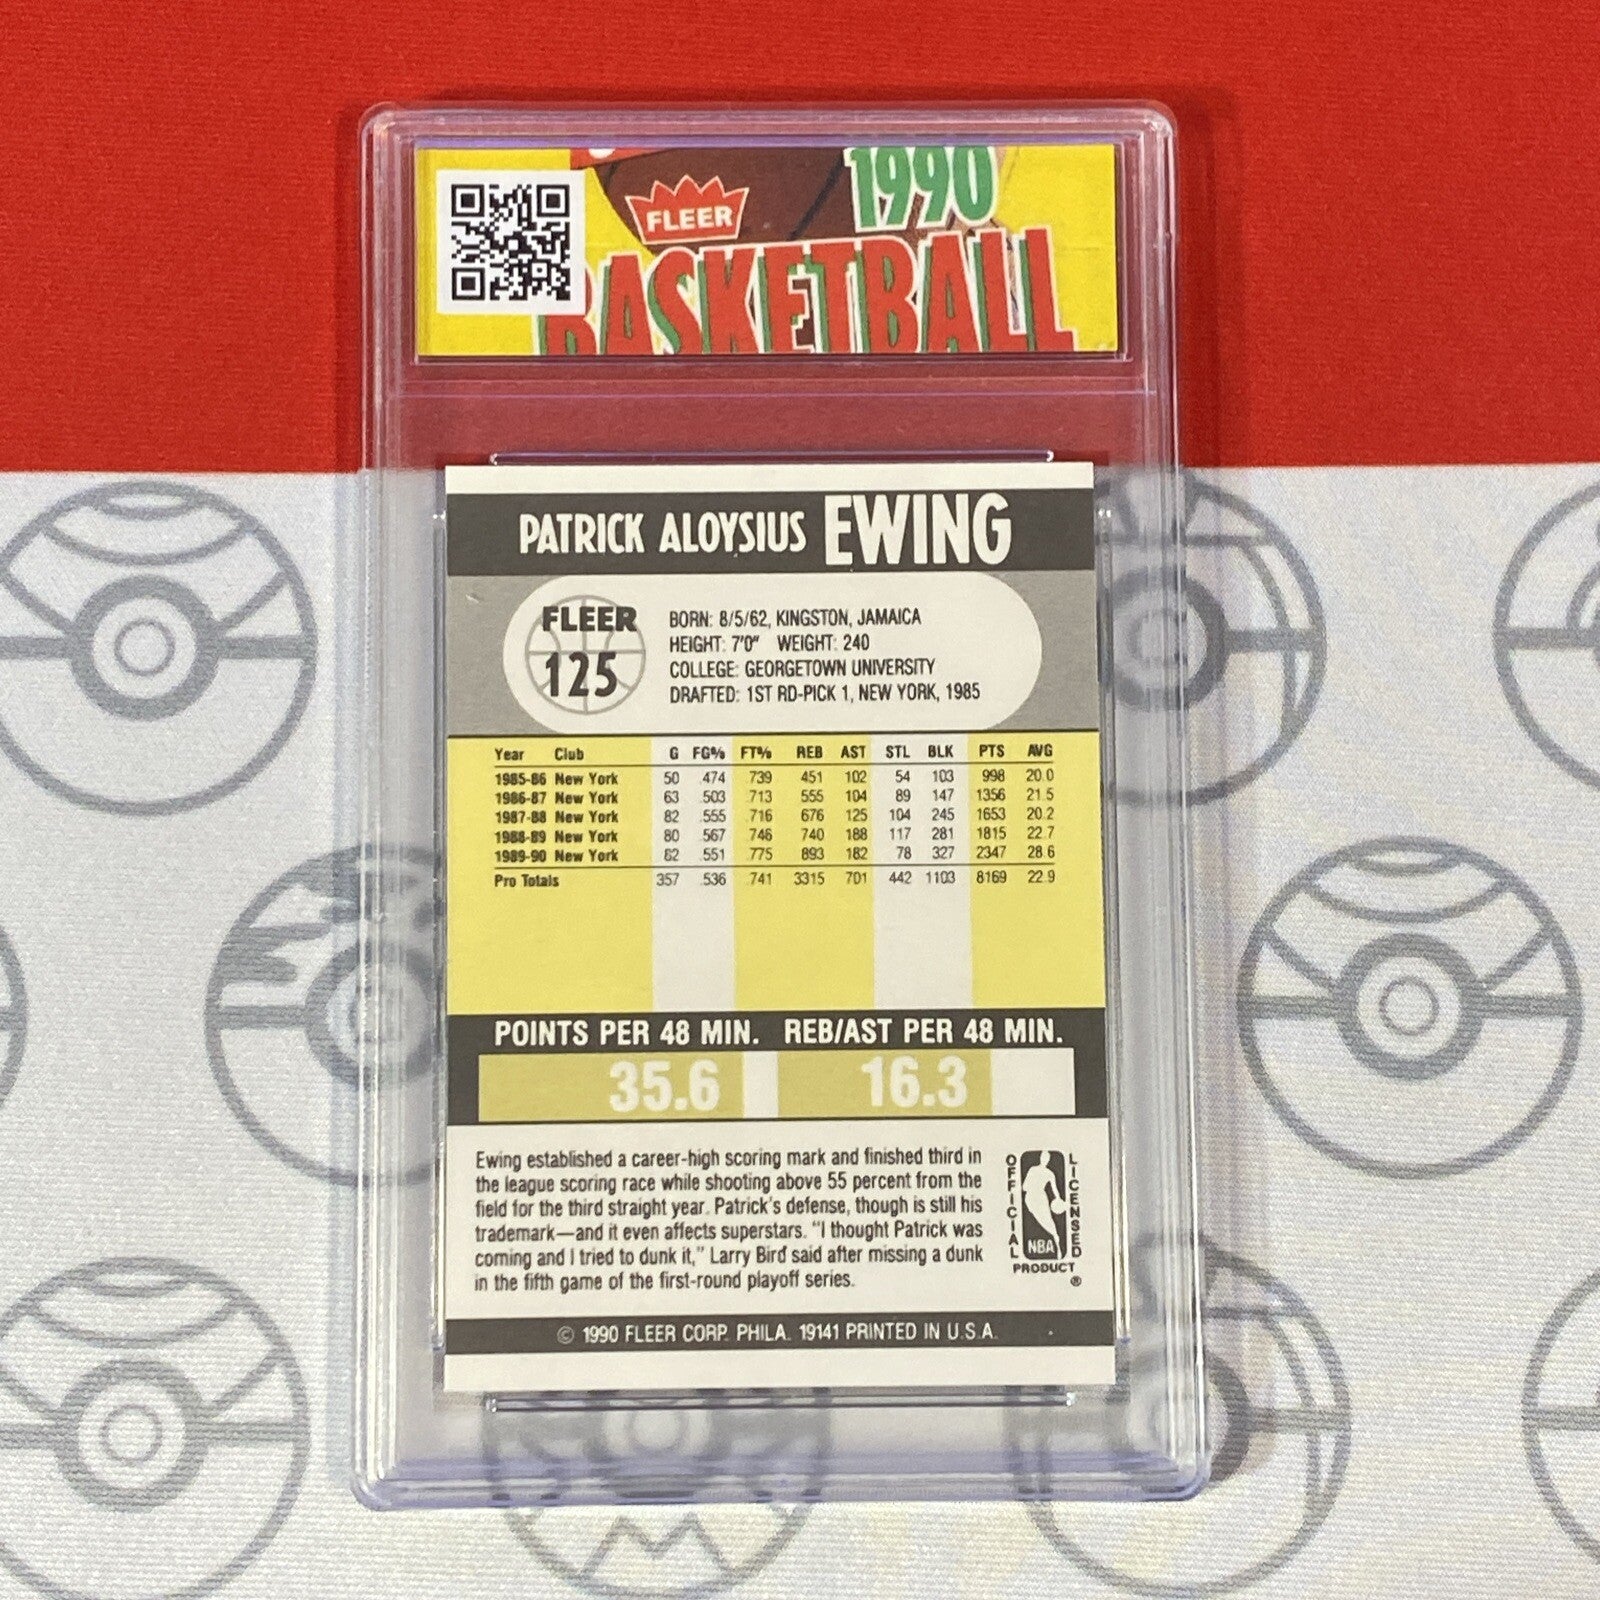 1990
FLEER
BASKETBALL
PATRICK ALOYSIUS EWING
FLEER
125
BORN: 8/5/62, KINGSTON, JAMAICA
HEIGHT: 7'0" WEIGHT: 240
COLLEGE: GEORGETOWN UNIVERSITY
DRAFTED: 1ST RD-PICK 1, NEW YORK, 1985
Year Club G FG% FT% REB AST STL BLK PTS AVG
1985-86 New York 50 .474 .739 451 102 54 103 998 20.0
1986-87 New York 63 .503 .713 555 104 89 147 1356 21.5
1987-88 New York 82 .555 .716 676 125 104 245 1653 20.2
1988-89 New York 80 .567 .746 740 188 117 281 1815 22.7
1989-90 New York 82 .551 .775 893 182 78 327 2347 28.6
Pro Totals 357 .536 .741 3315 701 442 1103 8169 22.9
POINTS PER 48 MIN. REB/AST PER 48 MIN.
35.6 16.3
Ewing established a career-high scoring mark and finished third in
the league scoring race while shooting above 55 percent from the
field for the third straight year. Patrick's defense, though is still his
trademark—and it even affects superstars. "I thought Patrick was
coming and I tried to dunk it," Larry Bird said after missing a dunk
in the fifth game of the first-round playoff series.
OFFICIAL LICENSED
NBA
PRODUCT
®
© 1990 FLEER CORP. PHILA. 19141 PRINTED IN U.S.A.